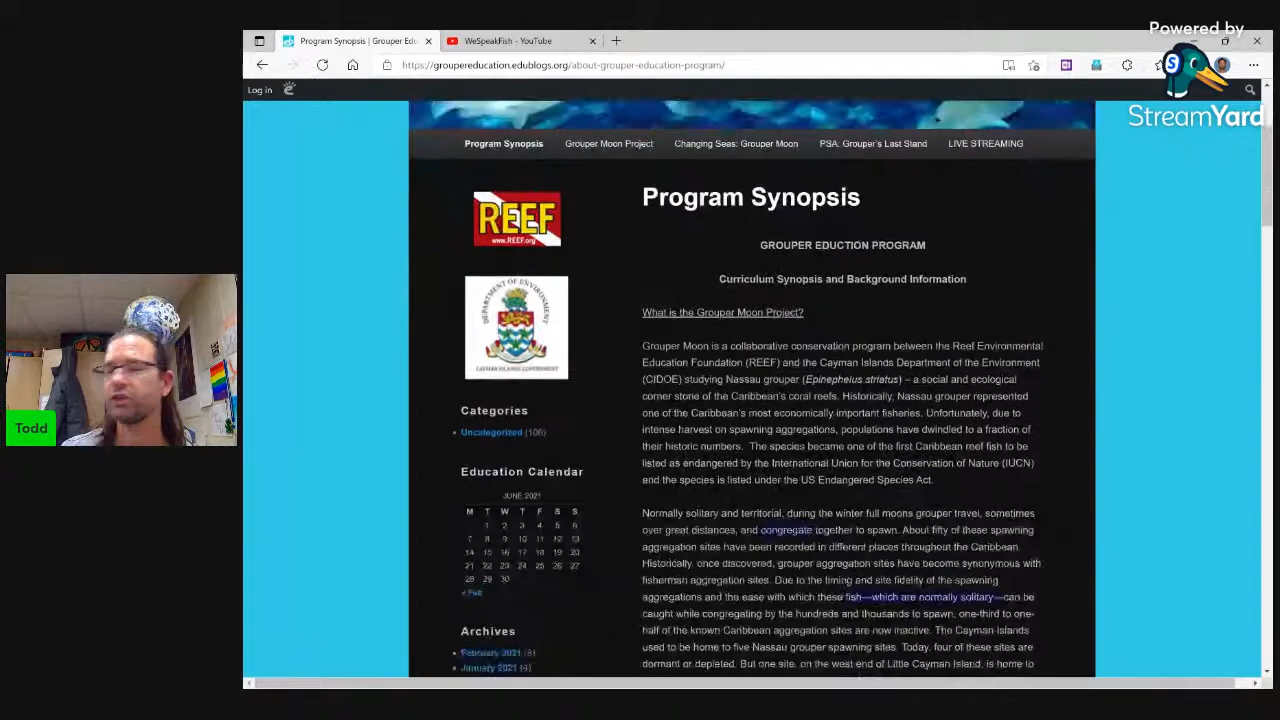 Powered by
StreamYard
Program Synopsis | Grouper Edu
WeSpeakFish - YouTube
https://groupereducation.edublogs.org/about-grouper-education-program/
Log in
Program Synopsis
Grouper Moon Project
Changing Seas: Grouper Moon
PSA: Grouper's Last Stand
LIVE STREAMING
REEF
www.REEF.org
DEPARTMENT OF ENVIRONMENT
CAYMAN ISLANDS GOVERNMENT
Categories
Uncategorized (106)
Education Calendar
JUNE 2021
M T W T F S S
1 2 3 4 5 6
7 8 9 10 11 12 13
14 15 16 17 18 19 20
21 22 23 24 25 26 27
28 29 30
« Feb
Archives
February 2021 (8)
January 2021 (4)
Program Synopsis
GROUPER EDUCTION PROGRAM
Curriculum Synopsis and Background Information
What is the Grouper Moon Project?
Grouper Moon is a collaborative conservation program between the Reef Environmental
Education Foundation (REEF) and the Cayman Islands Department of the Environment
(CIDOE) studying Nassau grouper (Epinephelus striatus) – a social and ecological
corner stone of the Caribbean's coral reefs. Historically, Nassau grouper represented
one of the Caribbean's most economically important fisheries. Unfortunately, due to
intense harvest on spawning aggregations, populations have dwindled to a fraction of
their historic numbers. The species became one of the first Caribbean reef fish to be
listed as endangered by the International Union for the Conservation of Nature (IUCN)
and the species is listed under the US Endangered Species Act.
Normally solitary and territorial, during the winter full moons grouper travel, sometimes
over great distances, and congregate together to spawn. About fifty of these spawning
aggregation sites have been recorded in different places throughout the Caribbean.
Historically, once discovered, grouper aggregation sites have become synonymous with
fisherman aggregation sites. Due to the timing and site fidelity of the spawning
aggregations and the ease with which these fish—which are normally solitary—can be
caught while congregating by the hundreds and thousands to spawn, one-third to one-
half of the known Caribbean aggregation sites are now inactive. The Cayman Islands
used to be home to five Nassau grouper spawning sites. Today, four of these sites are
dormant or depleted. But one site, on the west end of Little Cayman Island, is home to
Todd